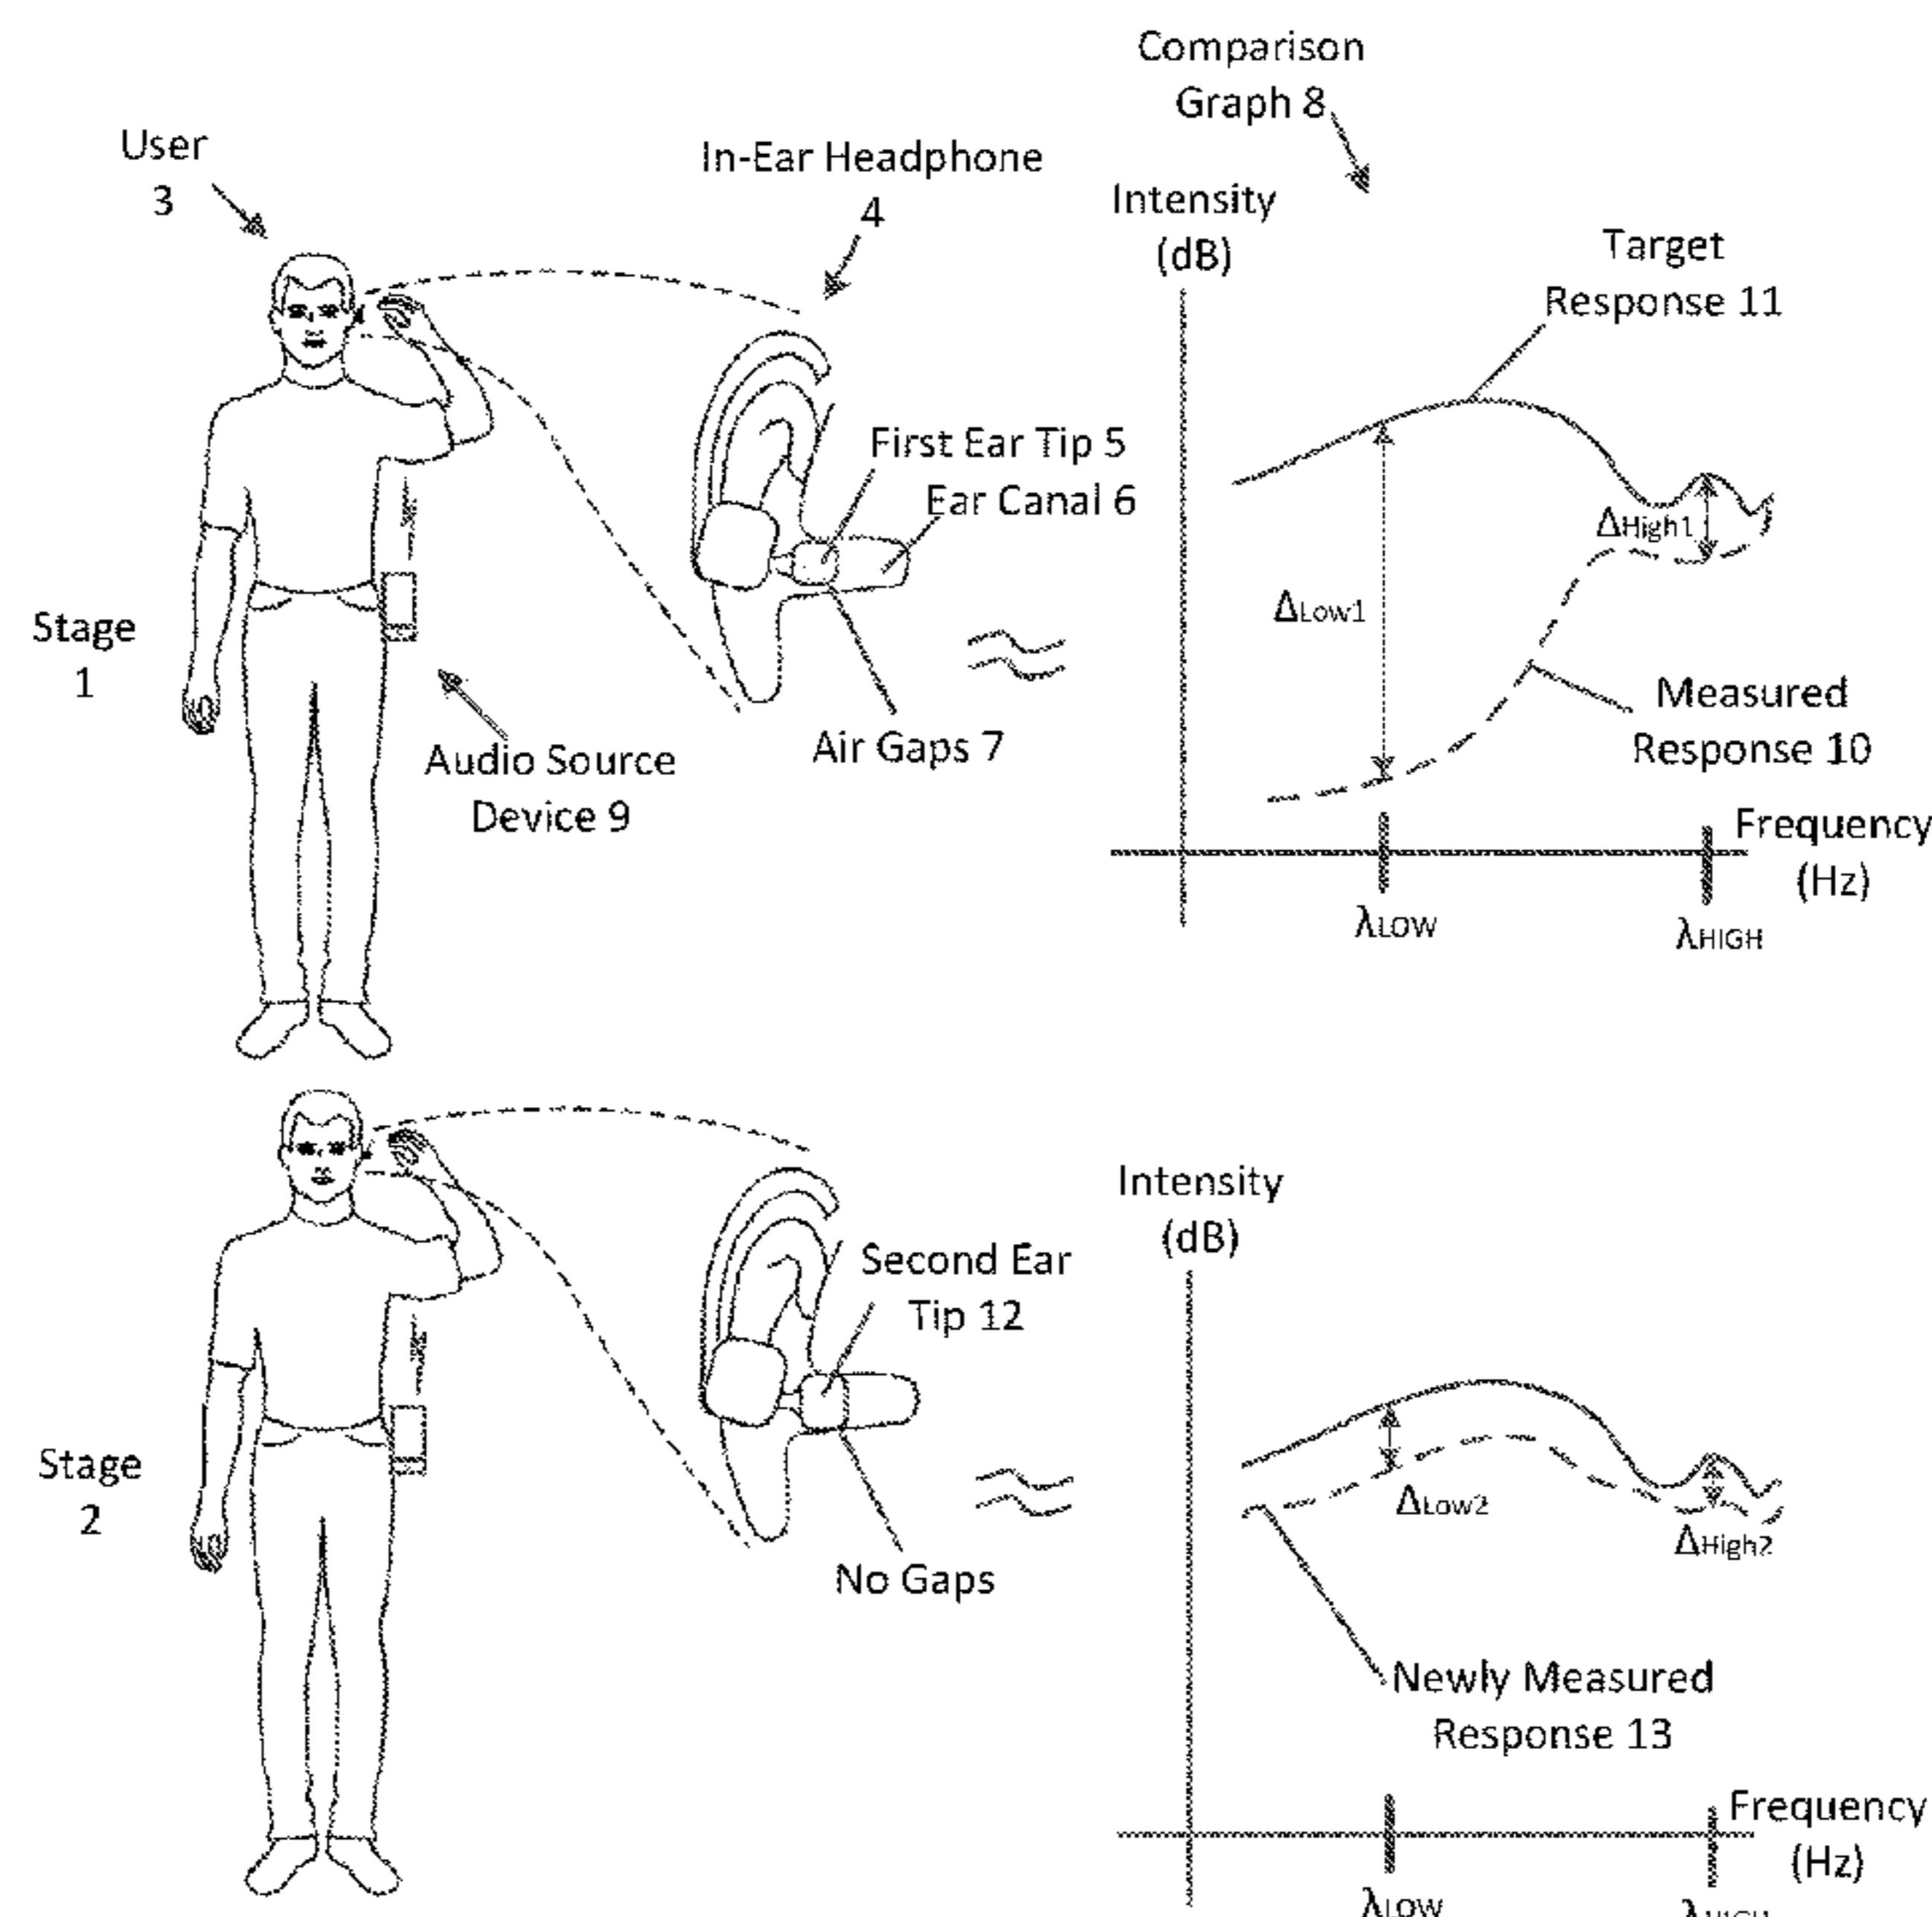 Comparison
Graph 8
User
3
In-Ear Headphone
4
Intensity
(dB)
Target
Response 11
First Ear Tip 5
Ear Canal 6
ΔHigh1
ΔLow1
Stage
1
Measured
Response 10
Air Gaps 7
Audio Source
Device 9
Frequency
(Hz)
λLOW
λHIGH
Intensity
(dB)
Second Ear
Tip 12
Stage
2
ΔLow2
ΔHigh2
No Gaps
Newly Measured
Response 13
Frequency
(Hz)
λLOW
λHIGH